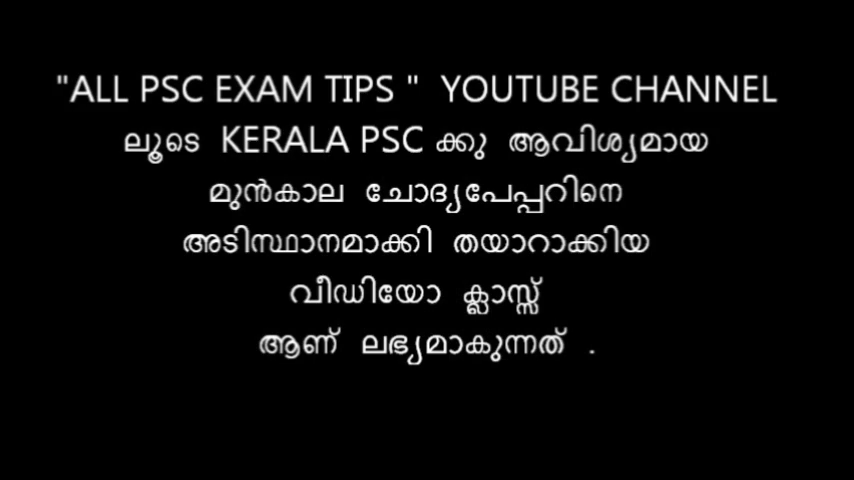 "ALL PSC EXAM TIPS " YOUTUBE CHANNEL
ലൂടെ KERALA PSC ക്കു ആവിശ്യമായ
മുൻകാല ചോദ്യപേപ്പറിനെ
അടിസ്ഥാനമാക്കി തയാറാക്കിയ
വീഡിയോ ക്ലാസ്സ്
ആണ് ലഭ്യമാകുന്നത് .